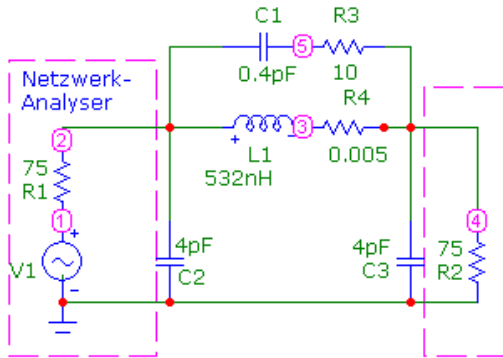 C1
R3
5
0.4pF
10
Netzwerk-
Analyser
R4
2
3
L1
0.005
75
532nH
R1
4
1
4pF
4pF
75
V1
C2
C3
R2